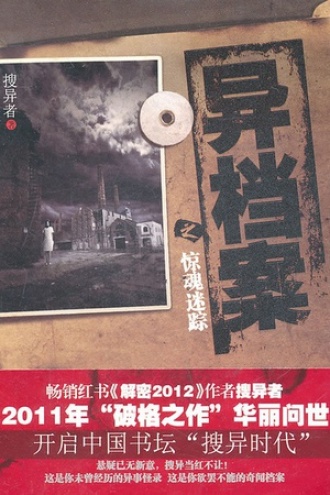 异档案
之
惊魂迷踪
搜异者
著
畅销红书《解密2012》作者搜异者
2011年“破格之作”华丽问世
开启中国书坛“搜异时代”
悬疑已无新意，搜异当红不让！
这是你未曾经历的异事怪录 这是你欲罢不能的奇闻档案